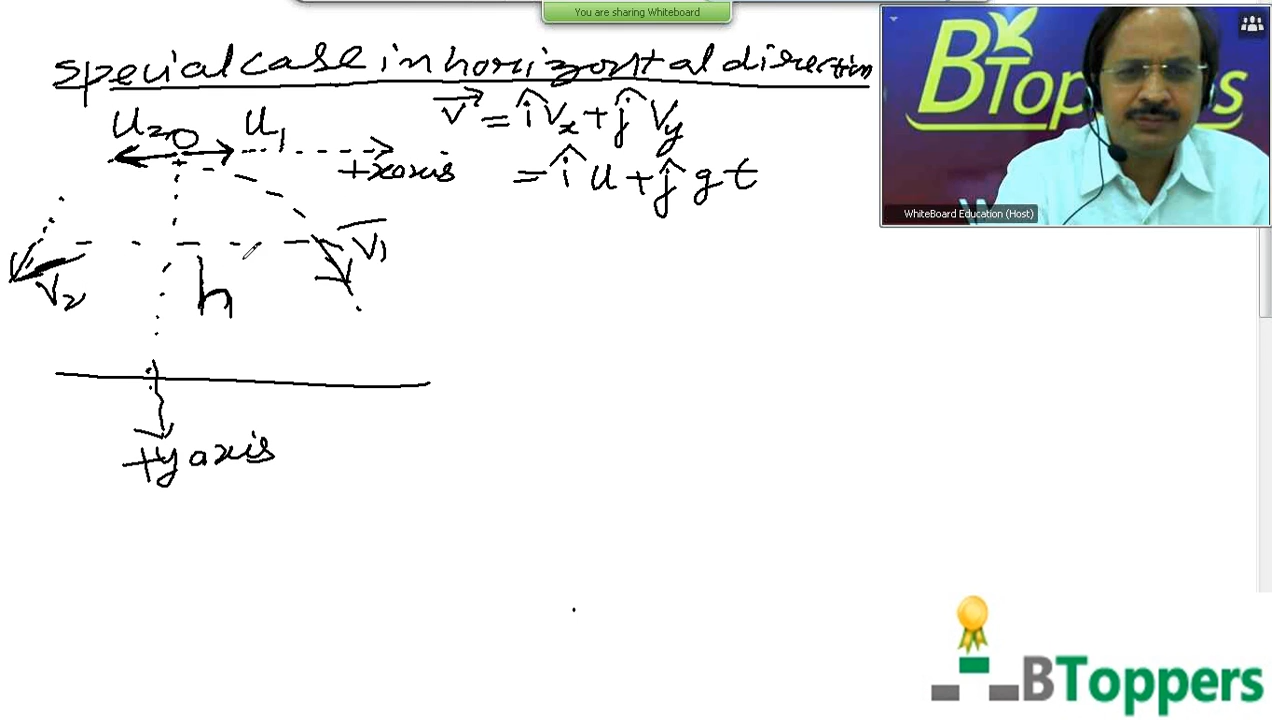 You are sharing Whiteboard
special case in horizontal direction
V = î Vx + ĵ Vy
= î u + ĵ g t
u2 O u1
+x axis
V1
V2
h
+y axis
BToppers
WhiteBoard Education (Host)
BToppers